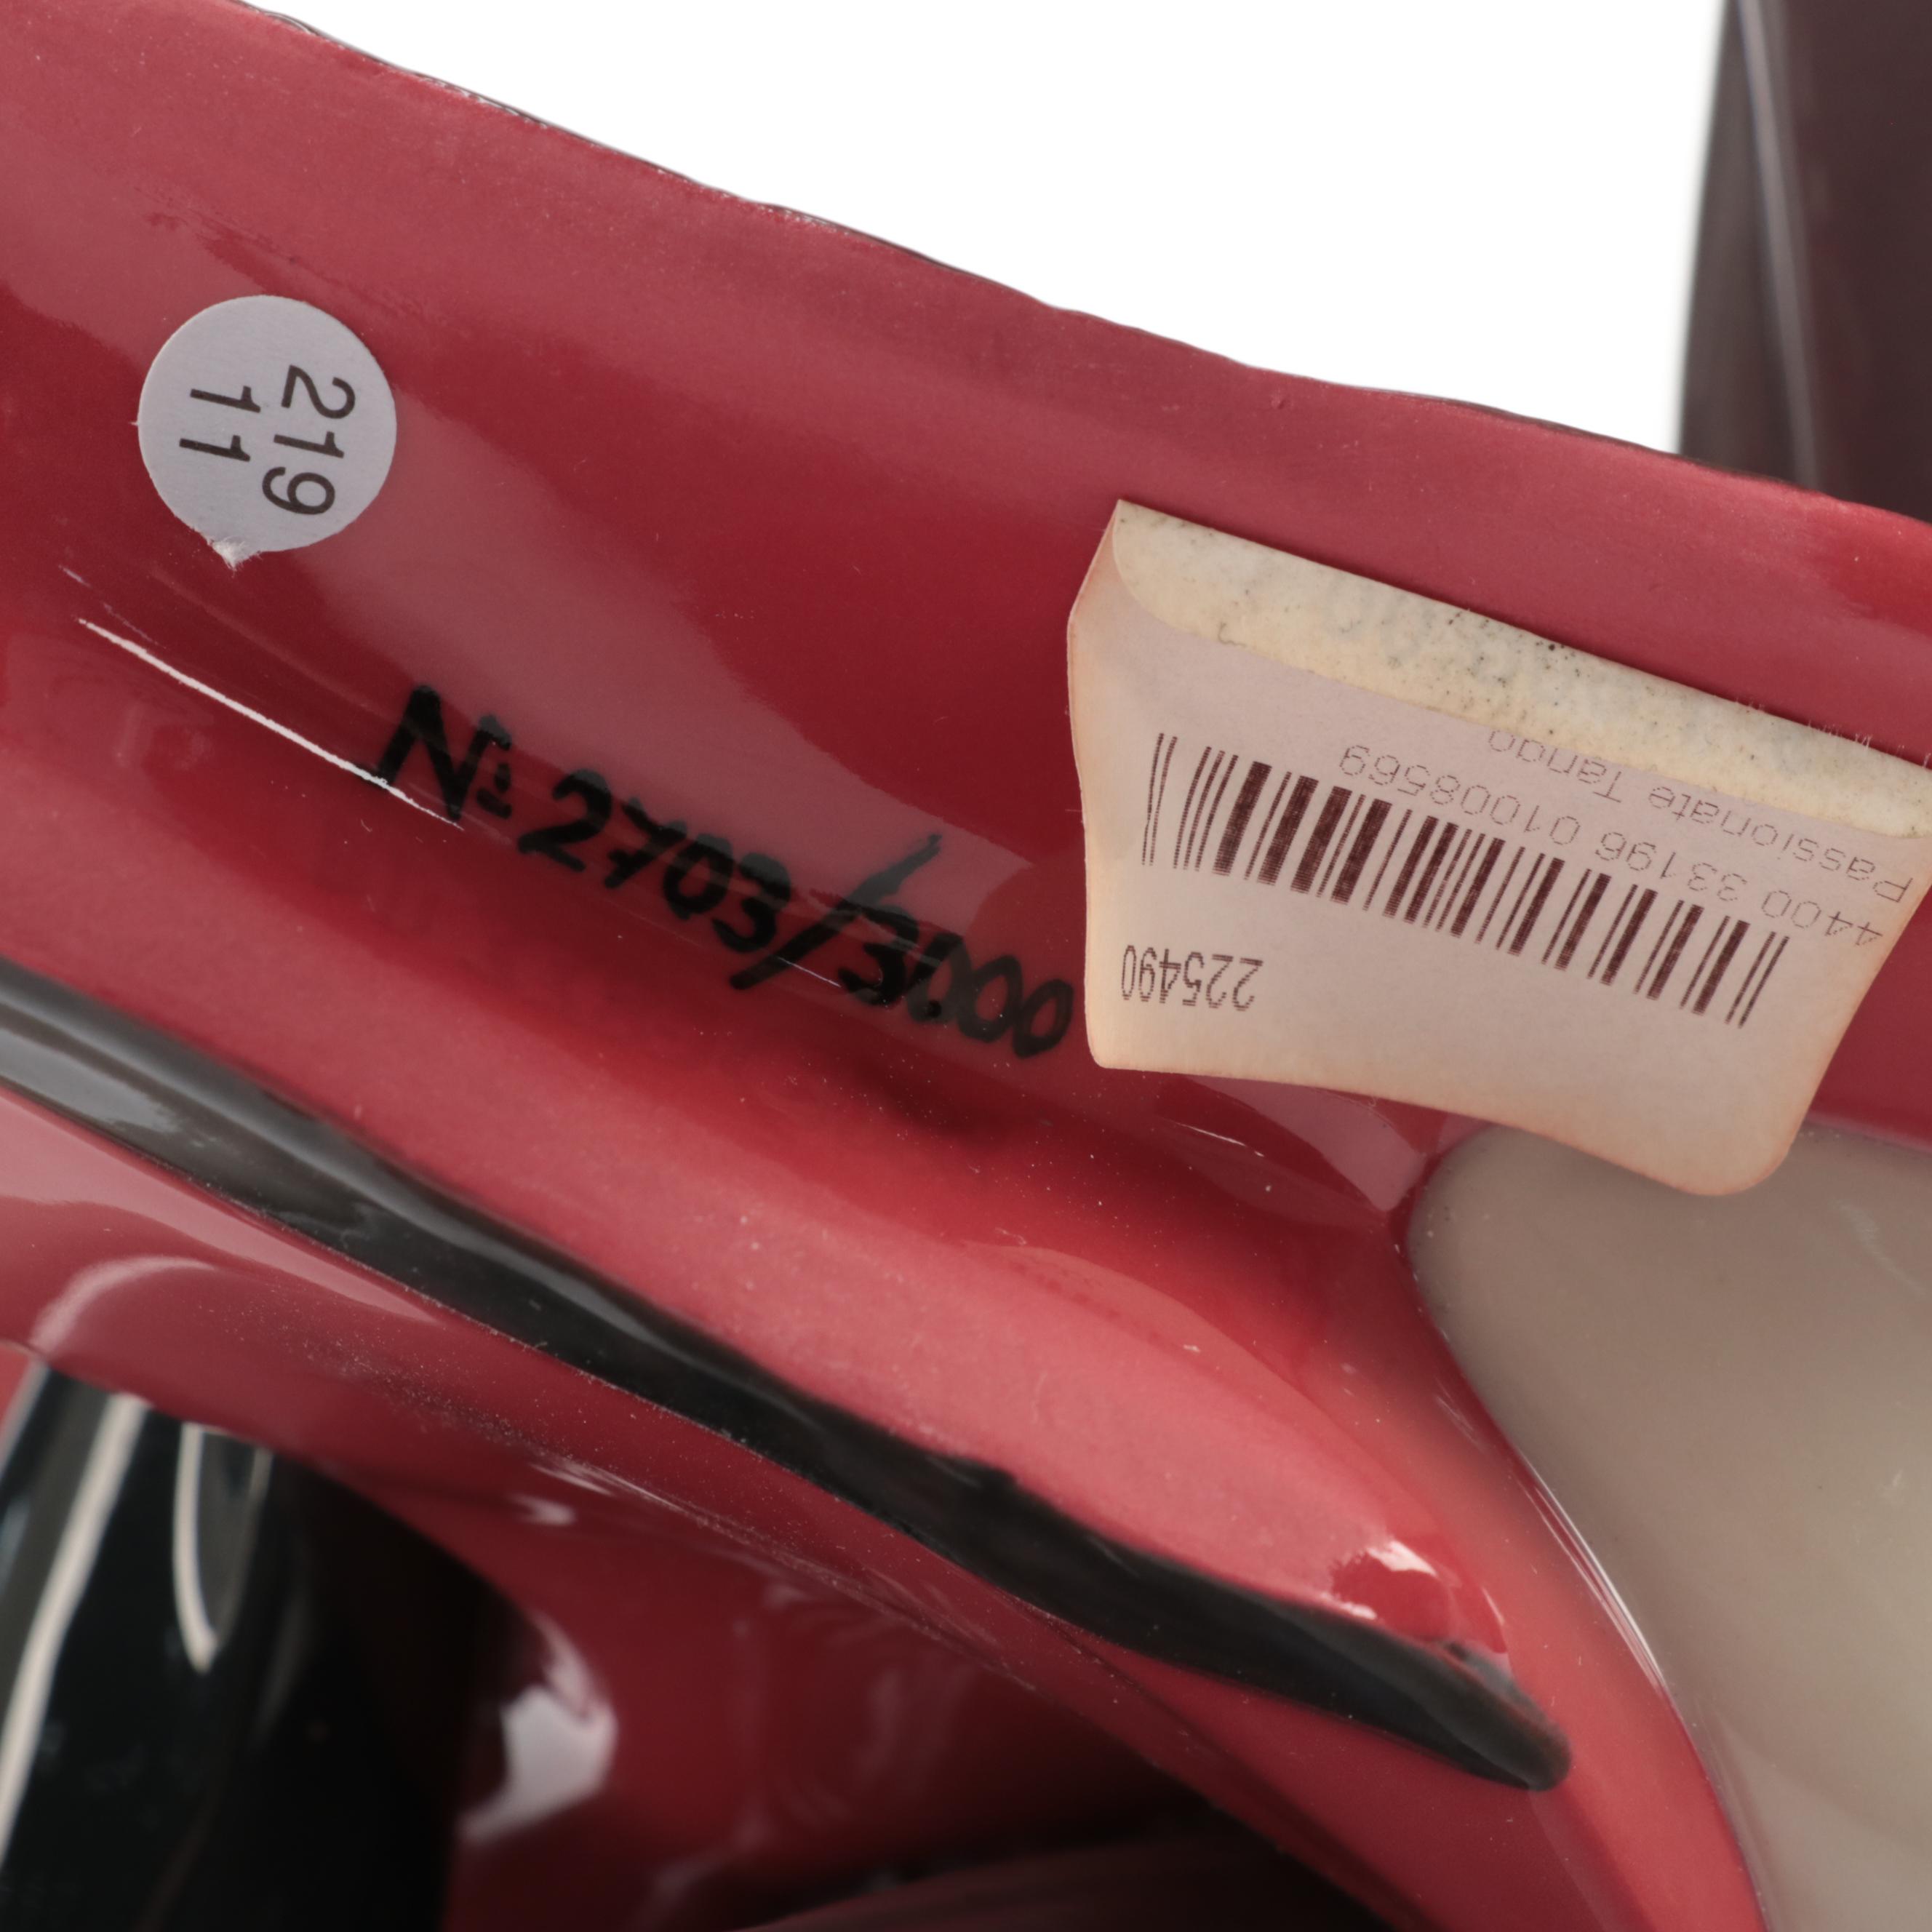 219
11
Nº 2703/3000
Passionate Tango
4400 33196 01008569
225490